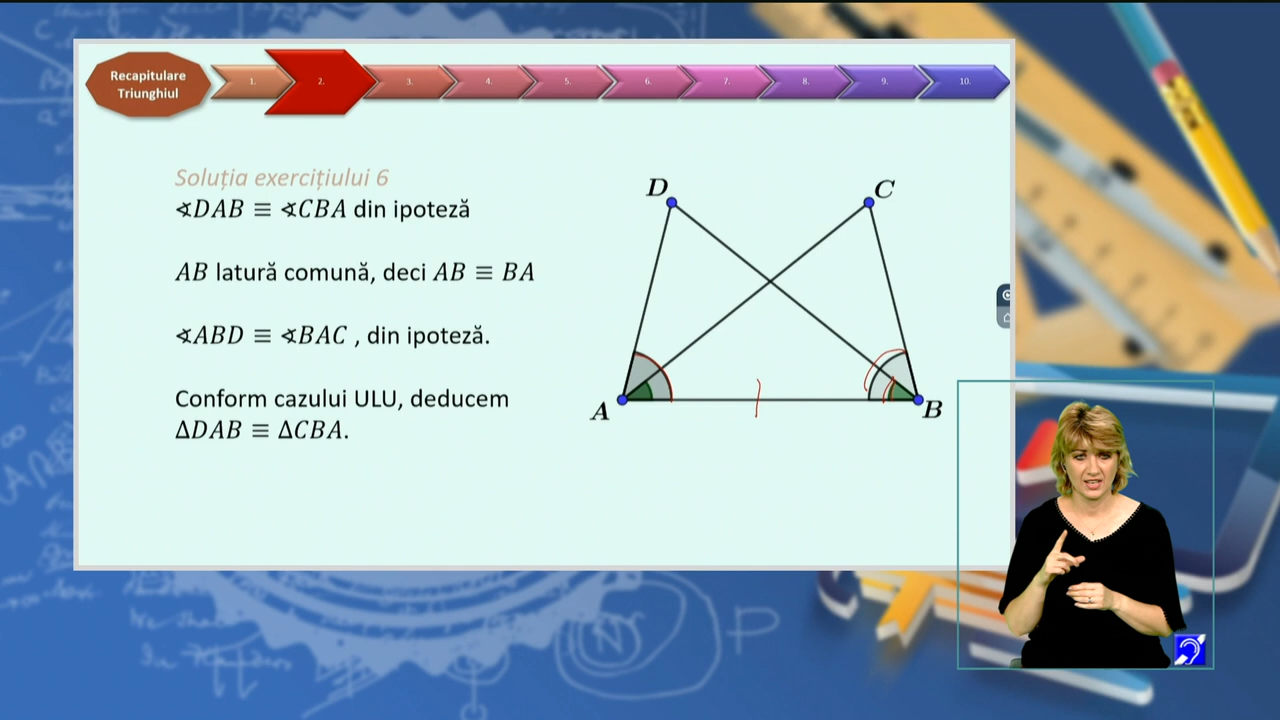 Recapitulare
Triunghiul
1. 2. 3. 4. 5. 6. 7. 8. 9. 10.
Soluția exercițiului 6
∢DAB ≡ ∢CBA din ipoteză
AB latură comună, deci AB ≡ BA
∢ABD ≡ ∢BAC , din ipoteză.
Conform cazului ULU, deducem
ΔDAB ≡ ΔCBA.
D C
A B
P